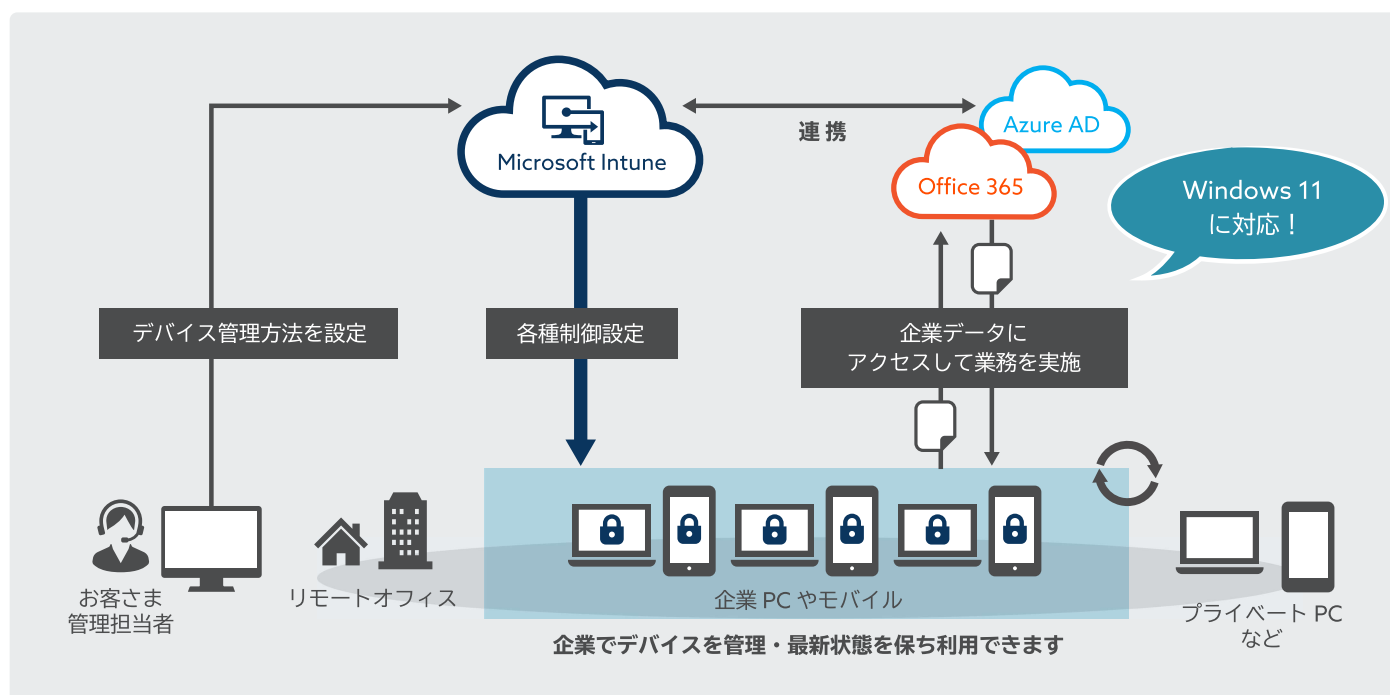 Microsoft Intune
連携
Azure AD
Office 365
Windows 11
に対応！
デバイス管理方法を設定
各種制御設定
企業データに
アクセスして業務を実施
お客さま
管理担当者
リモートオフィス
企業 PC やモバイル
プライベート PC
など
企業でデバイスを管理・最新状態を保ち利用できます